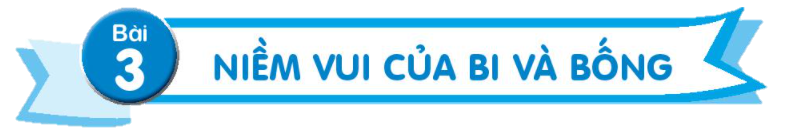 Bài
3
NIỀM VUI CỦA BI VÀ BỐNG